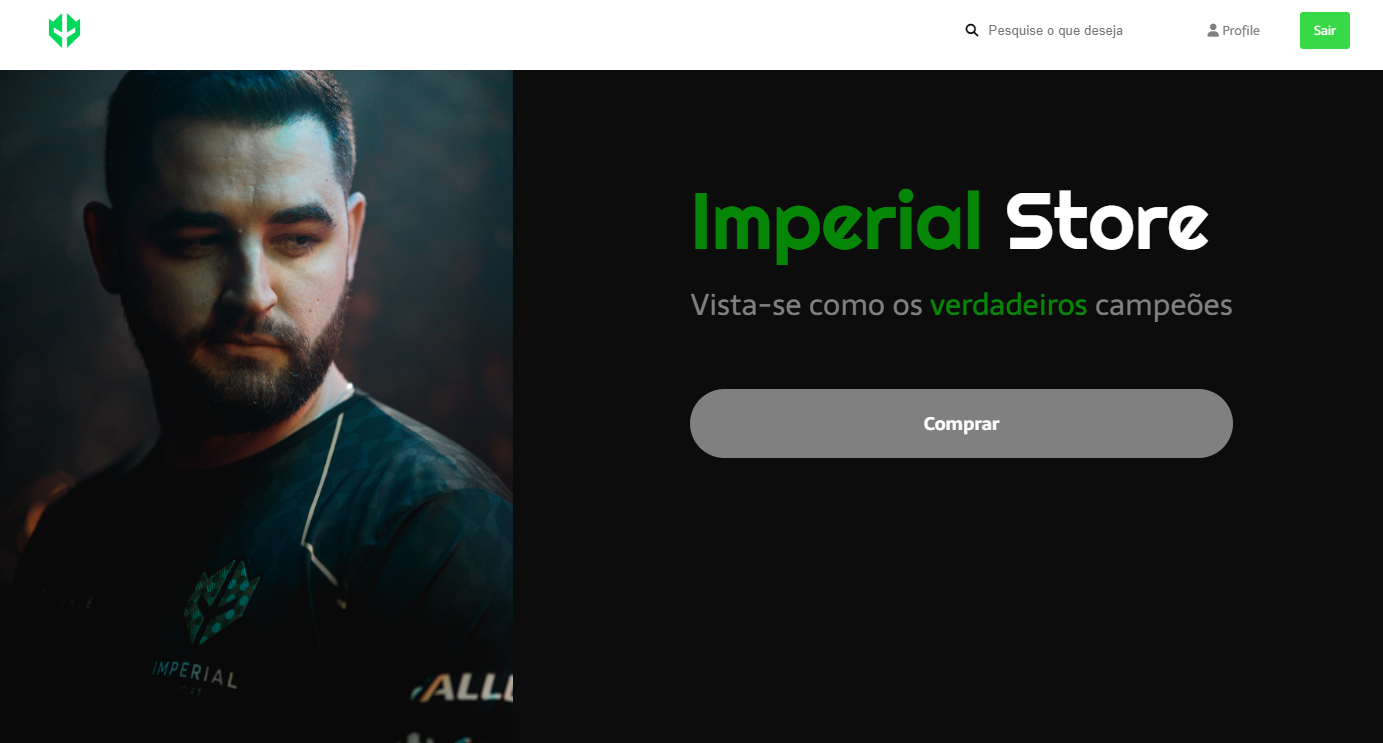 Pesquise o que deseja
Profile
Sair
Imperial Store
Vista-se como os verdadeiros campeões
Comprar
IMPERIAL
ALL